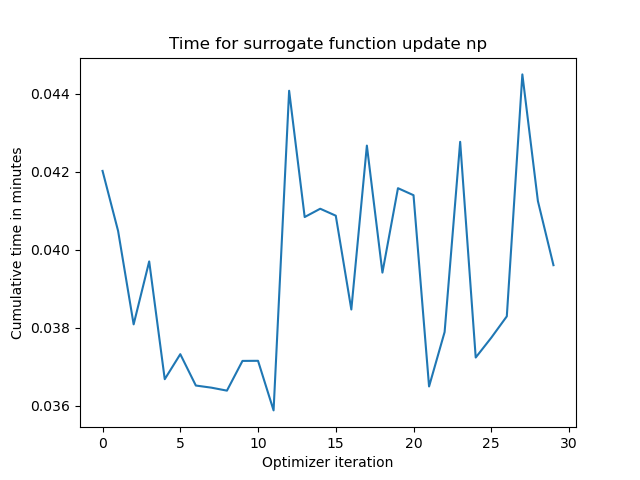 Time for surrogate function update np
Cumulative time in minutes
0.044
0.042
0.040
0.038
0.036
0 5 10 15 20 25 30
Optimizer iteration